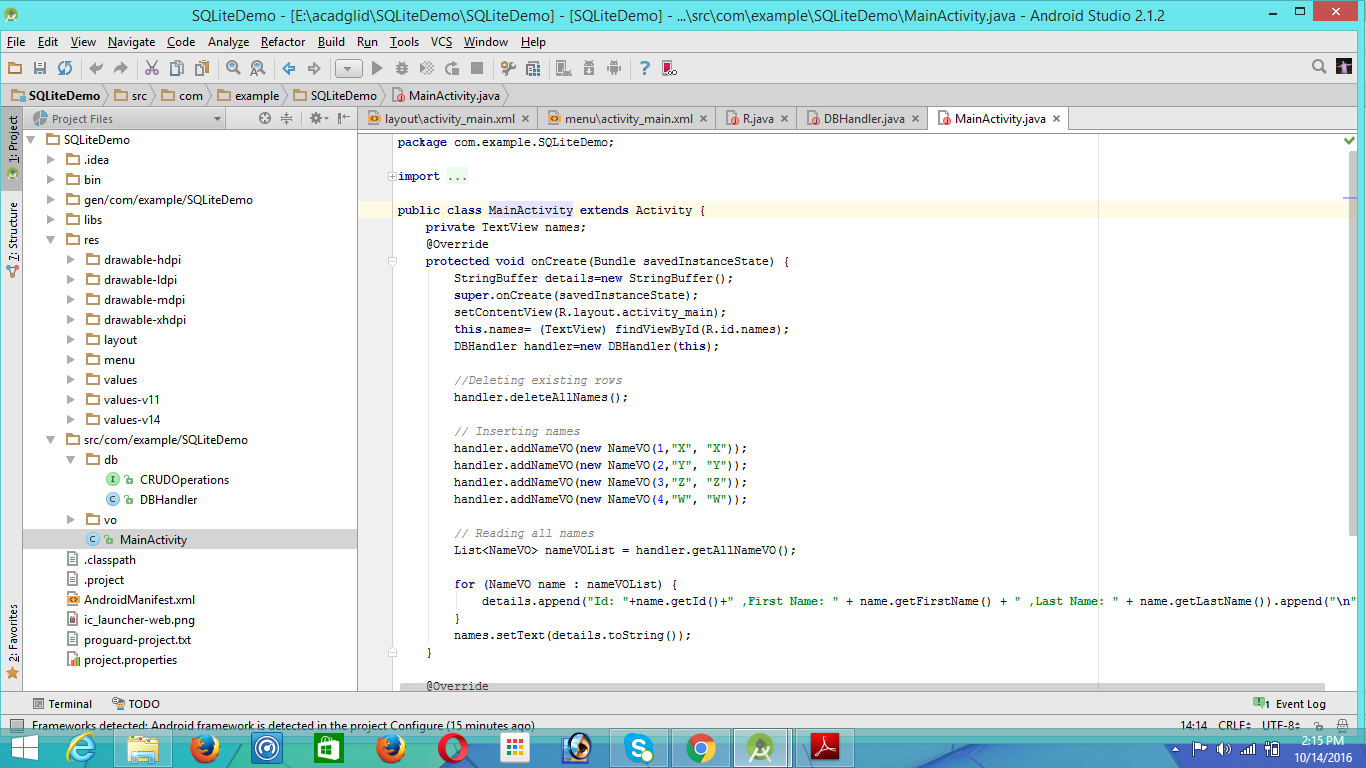 SQLiteDemo - [E:\acadglid\SQLiteDemo\SQLiteDemo] - [SQLiteDemo] - ...\src\com\example\SQLiteDemo\MainActivity.java - Android Studio 2.1.2
File Edit View Navigate Code Analyze Refactor Build Run Tools VCS Window Help
SQLiteDemo src com example SQLiteDemo MainActivity.java
1: Project
7: Structure
2: Favorites
Project Files
SQLiteDemo
.idea
bin
gen/com/example/SQLiteDemo
libs
res
drawable-hdpi
drawable-ldpi
drawable-mdpi
drawable-xhdpi
layout
menu
values
values-v11
values-v14
src/com/example/SQLiteDemo
db
CRUDOperations
DBHandler
vo
MainActivity
.classpath
.project
AndroidManifest.xml
ic_launcher-web.png
proguard-project.txt
project.properties
layout\activity_main.xml menu\activity_main.xml R.java DBHandler.java MainActivity.java
package com.example.SQLiteDemo;
import ...
public class MainActivity extends Activity {
private TextView names;
@Override
protected void onCreate(Bundle savedInstanceState) {
StringBuffer details=new StringBuffer();
super.onCreate(savedInstanceState);
setContentView(R.layout.activity_main);
this.names= (TextView) findViewById(R.id.names);
DBHandler handler=new DBHandler(this);
//Deleting existing rows
handler.deleteAllNames();
// Inserting names
handler.addNameVO(new NameVO(1,"X", "X"));
handler.addNameVO(new NameVO(2,"Y", "Y"));
handler.addNameVO(new NameVO(3,"Z", "Z"));
handler.addNameVO(new NameVO(4,"W", "W"));
// Reading all names
List<NameVO> nameVOList = handler.getAllNameVO();
for (NameVO name : nameVOList) {
details.append("Id: "+name.getId()+" ,First Name: " + name.getFirstName() + " ,Last Name: " + name.getLastName()).append("\n"
}
names.setText(details.toString());
}
@Override
Terminal TODO 1 Event Log
Frameworks detected: Android framework is detected in the project Configure (15 minutes ago) 14:14 CRLF UTF-8
2:15 PM
10/14/2016